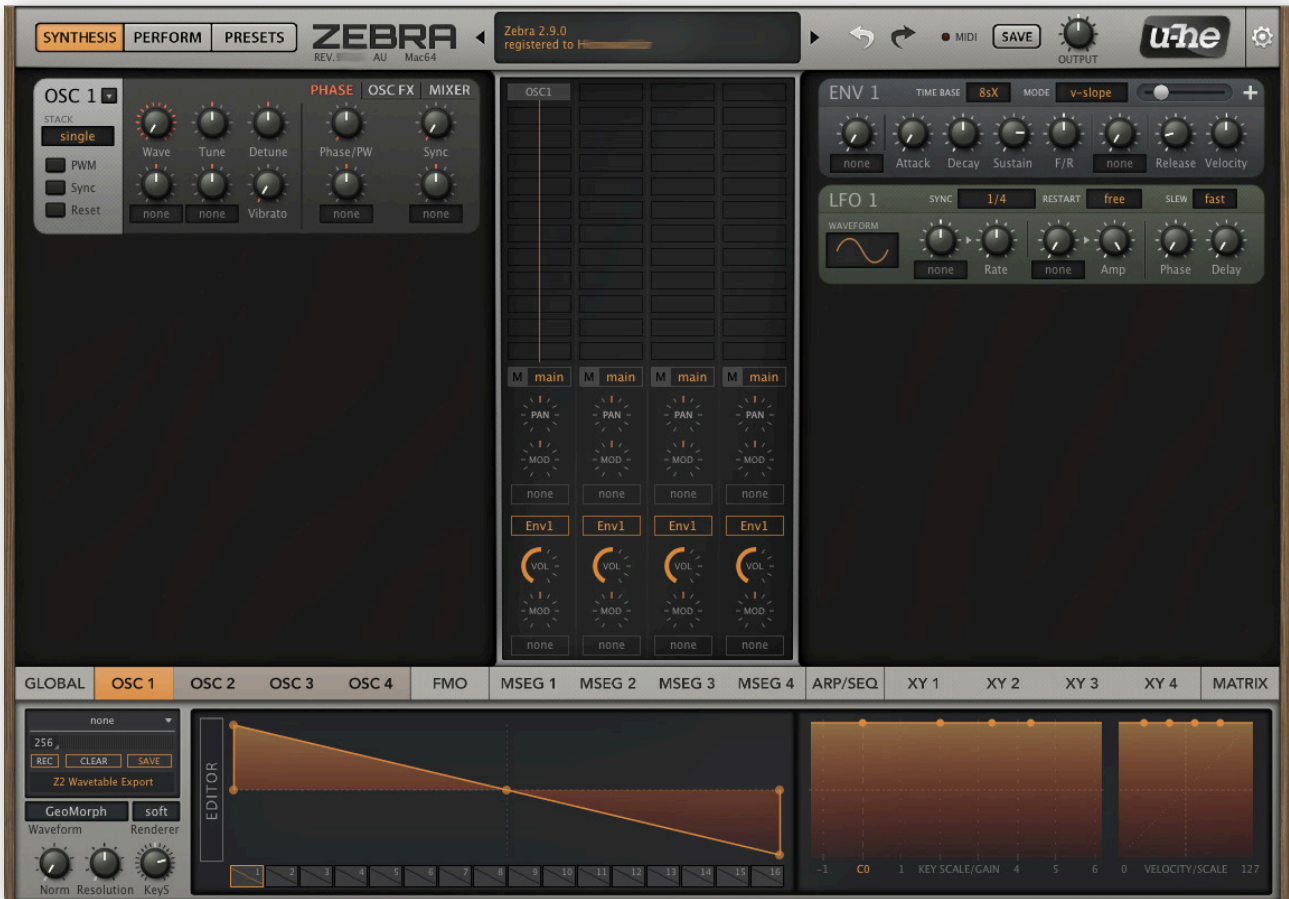 SYNTHESIS PERFORM PRESETS ZEBRA
REV. AU Mac64
Zebra 2.9.0
registered to
MIDI SAVE OUTPUT u-he
OSC 1 PHASE OSC FX MIXER
STACK
single
PWM
Sync
Reset
Wave Tune Detune Phase/PW Sync
none none Vibrato none none
OSC1
M main M main M main M main
PAN PAN PAN PAN
MOD MOD MOD MOD
none none none none
Env1 Env1 Env1 Env1
VOL VOL VOL VOL
MOD MOD MOD MOD
none none none none
ENV 1 TIME BASE 8sX MODE v-slope +
none Attack Decay Sustain F/R none Release Velocity
LFO 1 SYNC 1/4 RESTART free SLEW fast
WAVEFORM
none Rate none Amp Phase Delay
GLOBAL OSC 1 OSC 2 OSC 3 OSC 4 FMO MSEG 1 MSEG 2 MSEG 3 MSEG 4 ARP/SEQ XY 1 XY 2 XY 3 XY 4 MATRIX
none
256
REC CLEAR SAVE
Z2 Wavetable Export
GeoMorph soft
Waveform Renderer
Norm Resolution KeyS
EDITOR
1 2 3 4 5 6 7 8 9 10 11 12 13 14 15 16
-1 C0 1 KEY SCALE/GAIN 4 5 6
0 VELOCITY/SCALE 127